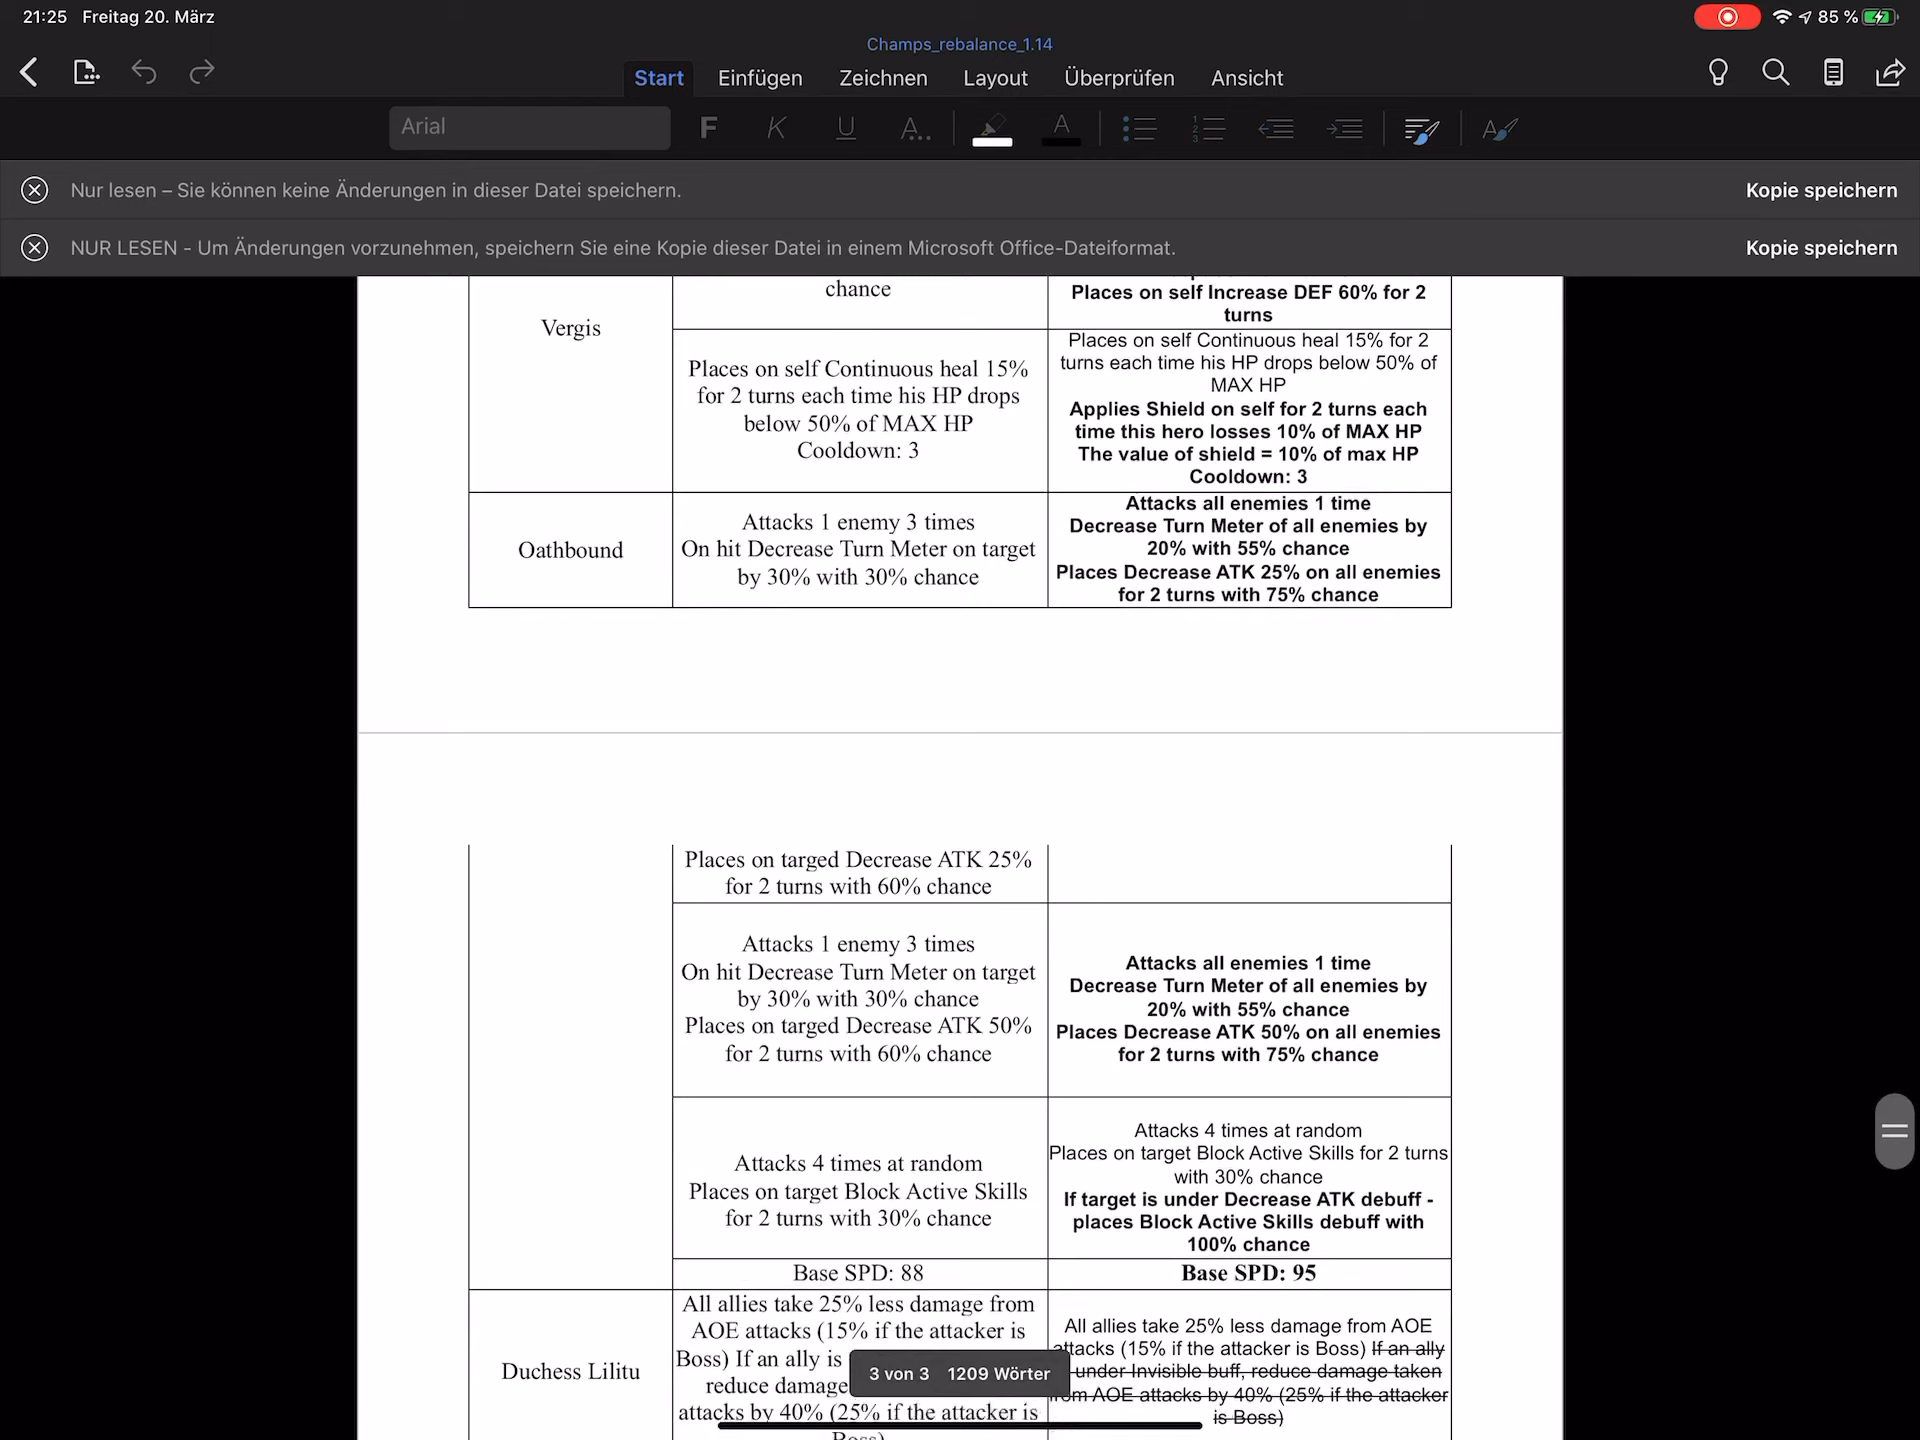 21:25 Freitag 20. März
85 %
Champs_rebalance_1.14
Start Einfügen Zeichnen Layout Überprüfen Ansicht
Arial
F K U A..
A
Nur lesen – Sie können keine Änderungen in dieser Datei speichern.
Kopie speichern
NUR LESEN - Um Änderungen vorzunehmen, speichern Sie eine Kopie dieser Datei in einem Microsoft Office-Dateiformat.
Kopie speichern
Vergis
chance
Places on self Increase DEF 60% for 2
turns
Places on self Continuous heal 15%
for 2 turns each time his HP drops
below 50% of MAX HP
Cooldown: 3
Places on self Continuous heal 15% for 2
turns each time his HP drops below 50% of
MAX HP
Applies Shield on self for 2 turns each
time this hero losses 10% of MAX HP
The value of shield = 10% of max HP
Cooldown: 3
Oathbound
Attacks 1 enemy 3 times
On hit Decrease Turn Meter on target
by 30% with 30% chance
Attacks all enemies 1 time
Decrease Turn Meter of all enemies by
20% with 55% chance
Places Decrease ATK 25% on all enemies
for 2 turns with 75% chance
Places on targed Decrease ATK 25%
for 2 turns with 60% chance
Attacks 1 enemy 3 times
On hit Decrease Turn Meter on target
by 30% with 30% chance
Places on targed Decrease ATK 50%
for 2 turns with 60% chance
Attacks all enemies 1 time
Decrease Turn Meter of all enemies by
20% with 55% chance
Places Decrease ATK 50% on all enemies
for 2 turns with 75% chance
Attacks 4 times at random
Places on target Block Active Skills
for 2 turns with 30% chance
Attacks 4 times at random
Places on target Block Active Skills for 2 turns
with 30% chance
If target is under Decrease ATK debuff -
places Block Active Skills debuff with
100% chance
Base SPD: 88
Base SPD: 95
Duchess Lilitu
All allies take 25% less damage from
AOE attacks (15% if the attacker is
Boss) If an ally is
reduce damage
attacks by 40% (25% if the attacker is
Boss)
All allies take 25% less damage from AOE
attacks (15% if the attacker is Boss) If an ally
under Invisible buff, reduce damage taken
AOE attacks by 40% (25% if the attacker
is Boss)
3 von 3 1209 Wörter